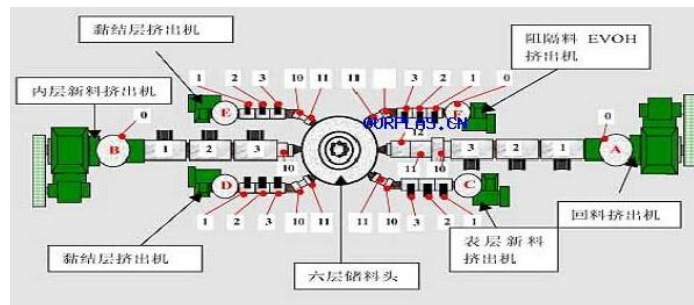 黏结层挤出机
阻隔料 EVOH
挤出机
1 2 3 10 11 11 3 2 1 0
内层新料挤出机
0
E
F
GURPLAS.CN
0
12
B 1 2 3 3 2 1 A
10 11 10
D
C
1 2 3 10 11 11 10 3 2 1
回料挤出机
黏结层挤出机
六层储料头
表层新料
挤出机